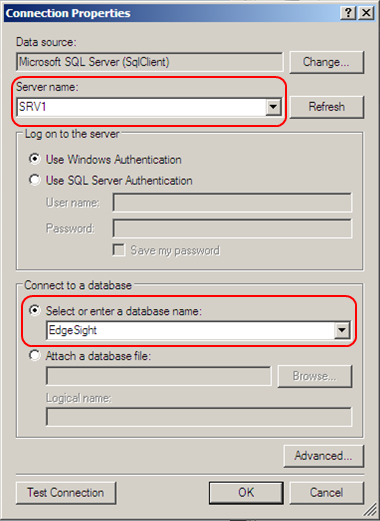 Connection Properties
Data source:
Microsoft SQL Server (SqlClient)
Change...
Server name:
SRV1
Refresh
Log on to the server
Use Windows Authentication
Use SQL Server Authentication
User name:
Password:
Save my password
Connect to a database
Select or enter a database name:
EdgeSight
Attach a database file:
Browse...
Logical name:
Advanced...
Test Connection
OK
Cancel